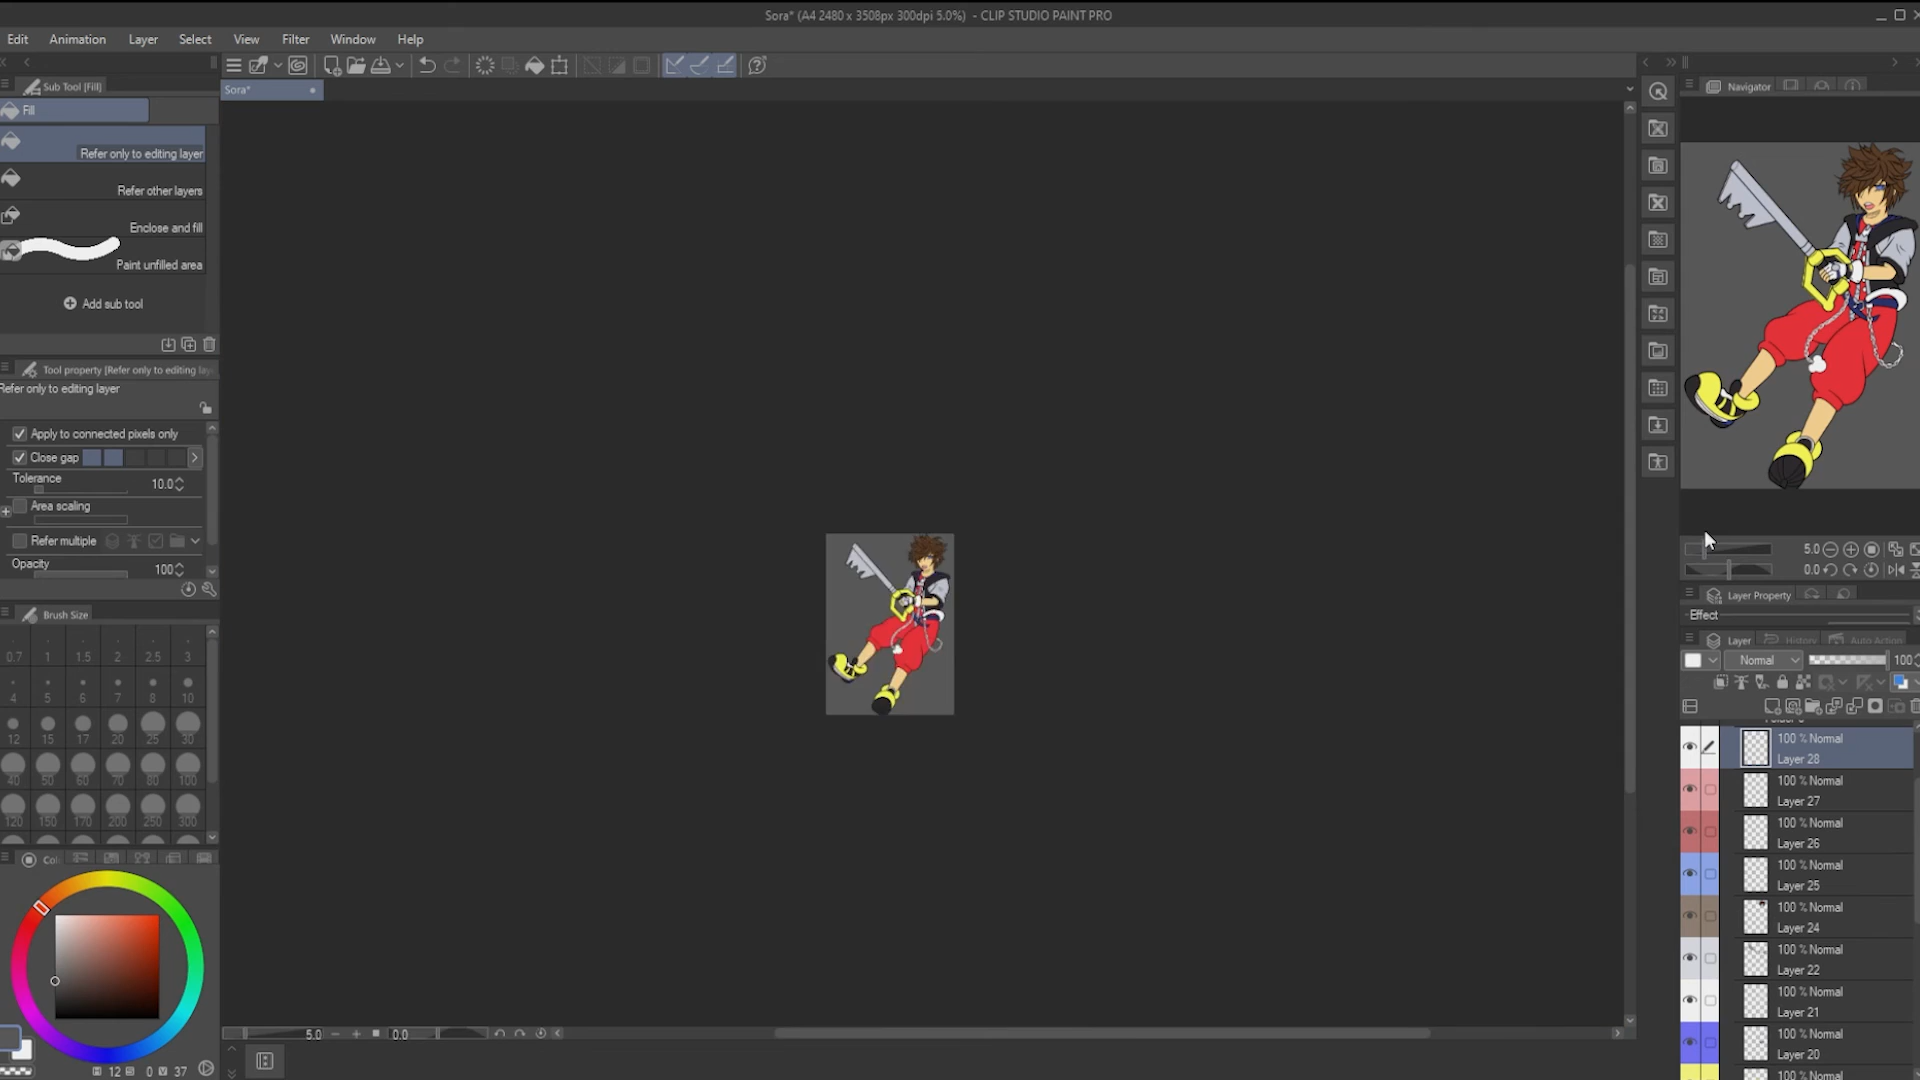 Sora* (A4 2480 x 3508px 300dpi 5.0%) - CLIP STUDIO PAINT PRO
Edit Animation Layer Select View Filter Window Help
Sub Tool [Fill]
Fill
Refer only to editing layer
Refer other layers
Enclose and fill
Paint unfilled area
Add sub tool
Tool property [Refer only to editing lay
Refer only to editing layer
Apply to connected pixels only
Close gap
Tolerance 10.0
Area scaling
Refer multiple
Opacity 100
Brush Size
0.7 1 1.5 2 2.5 3
4 5 6 7 8 10
12 15 17 20 25 30
40 50 60 70 80 100
120 150 170 200 250 300
Col
12 0 V 37
Sora*
5.0 0.0
Navigator
5.0
0.0
Layer Property
Effect
Layer History Auto Action
Normal 100
100 % Normal
Layer 28
100 % Normal
Layer 27
100 % Normal
Layer 26
100 % Normal
Layer 25
100 % Normal
Layer 24
100 % Normal
Layer 22
100 % Normal
Layer 21
100 % Normal
Layer 20
100 % Normal